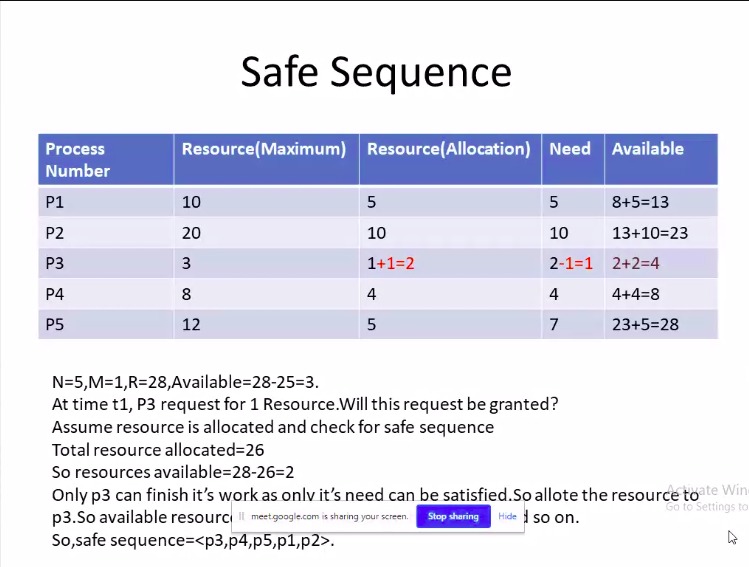 Safe Sequence
Process Number Resource(Maximum) Resource(Allocation) Need Available
P1 10 5 5 8+5=13
P2 20 10 10 13+10=23
P3 3 1+1=2 2-1=1 2+2=4
P4 8 4 4 4+4=8
P5 12 5 7 23+5=28
N=5,M=1,R=28,Available=28-25=3.
At time t1, P3 request for 1 Resource.Will this request be granted?
Assume resource is allocated and check for safe sequence
Total resource allocated=26
So resources available=28-26=2
Only p3 can finish it's work as only it's need can be satisfied.So allote the resource to
p3.So available resourc d so on.
meet.google.com is sharing your screen. Stop sharing Hide
So,safe sequence=<p3,p4,p5,p1,p2>.
Activate Win
Go to Settings to